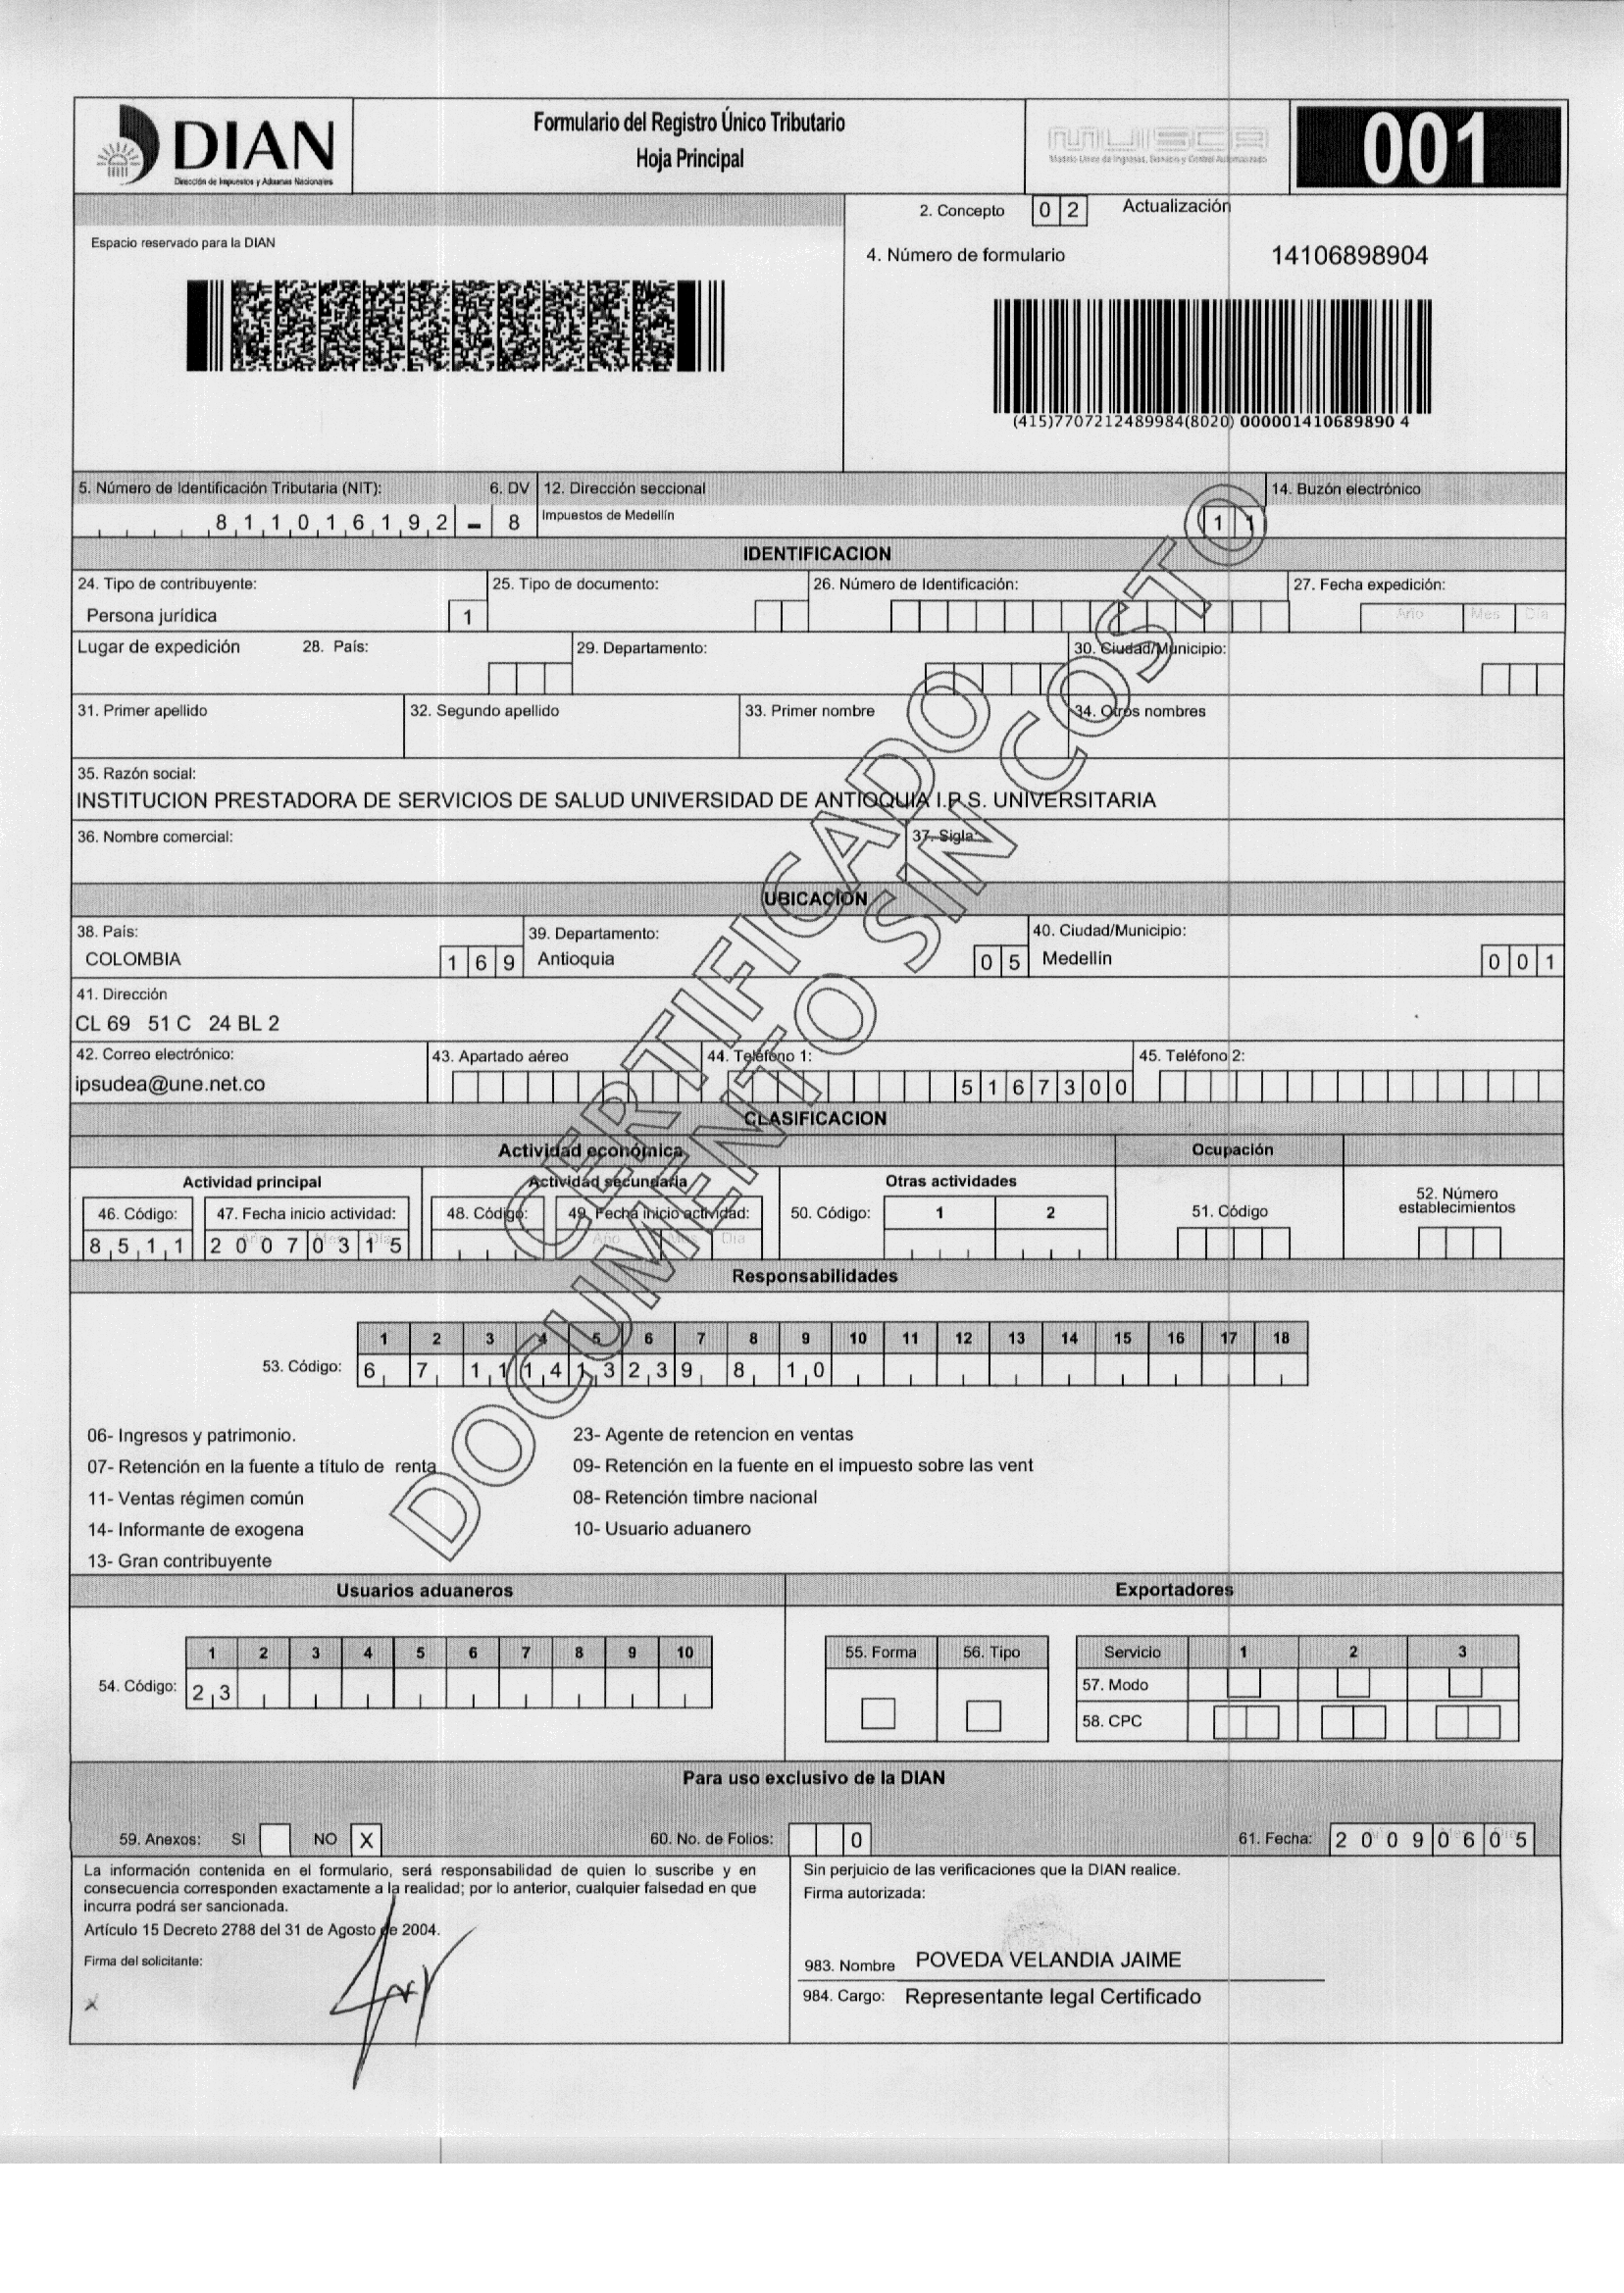 DIAN
Dirección de Impuestos y Aduanas Nacionales
Formulario del Registro Único Tributario
Hoja Principal
MUISCA
001
2. Concepto 0 2 Actualización
Espacio reservado para la DIAN
4. Número de formulario 14106898904
(415)7707212489984(8020) 000001410689890 4
5. Número de Identificación Tributaria (NIT): 6. DV 12. Dirección seccional 14. Buzón electrónico
8 1 1 0 1 6 1 9 2 - 8 Impuestos de Medellín 1 1
IDENTIFICACION
24. Tipo de contribuyente: 25. Tipo de documento: 26. Número de Identificación: 27. Fecha expedición:
Persona jurídica 1 Año Mes Día
Lugar de expedición 28. País: 29. Departamento: 30. Ciudad/Municipio:
31. Primer apellido 32. Segundo apellido 33. Primer nombre 34. Otros nombres
35. Razón social:
INSTITUCION PRESTADORA DE SERVICIOS DE SALUD UNIVERSIDAD DE ANTIOQUIA I.P.S. UNIVERSITARIA
36. Nombre comercial: 37. Sigla:
UBICACION
38. País: 39. Departamento: 40. Ciudad/Municipio:
COLOMBIA 1 6 9 Antioquia 0 5 Medellín 0 0 1
41. Dirección
CL 69 51 C 24 BL 2
42. Correo electrónico: 43. Apartado aéreo 44. Teléfono 1: 45. Teléfono 2:
ipsudea@une.net.co 5 1 6 7 3 0 0
CLASIFICACION
Actividad económica Ocupación
Actividad principal Actividad secundaria Otras actividades 52. Número establecimientos
46. Código: 47. Fecha inicio actividad: 48. Código: 49. Fecha inicio actividad: 50. Código: 1 2 51. Código
8 5 1 1 2 0 0 7 0 3 1 5 Año Mes Día
Responsabilidades
1 2 3 4 5 6 7 8 9 10 11 12 13 14 15 16 17 18
53. Código: 6 7 1 1 1 4 1 3 2 3 9 8 1 0
06- Ingresos y patrimonio. 23- Agente de retencion en ventas
07- Retención en la fuente a título de renta 09- Retención en la fuente en el impuesto sobre las vent
11- Ventas régimen común 08- Retención timbre nacional
14- Informante de exogena 10- Usuario aduanero
13- Gran contribuyente
CERTIFICADO
DOCUMENTO SIN COSTO
Usuarios aduaneros Exportadores
1 2 3 4 5 6 7 8 9 10 55. Forma 56. Tipo Servicio 1 2 3
54. Código: 2 3 57. Modo
58. CPC
Para uso exclusivo de la DIAN
59. Anexos: SI NO X 60. No. de Folios: 0 61. Fecha: 2 0 0 9 0 6 0 5
La información contenida en el formulario, será responsabilidad de quien lo suscribe y en
consecuencia corresponden exactamente a la realidad; por lo anterior, cualquier falsedad en que
incurra podrá ser sancionada.
Artículo 15 Decreto 2788 del 31 de Agosto de 2004.
Firma del solicitante:
Sin perjuicio de las verificaciones que la DIAN realice.
Firma autorizada:
983. Nombre POVEDA VELANDIA JAIME
984. Cargo: Representante legal Certificado